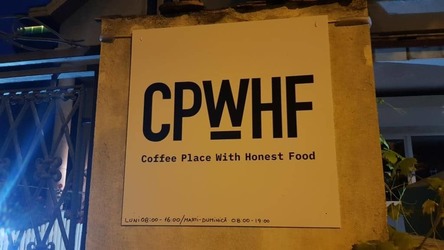 CPWHF
Coffee Place With Honest Food
LUNI 08:00-16:00/MARȚI-DUMINICĂ 08:00-19:00